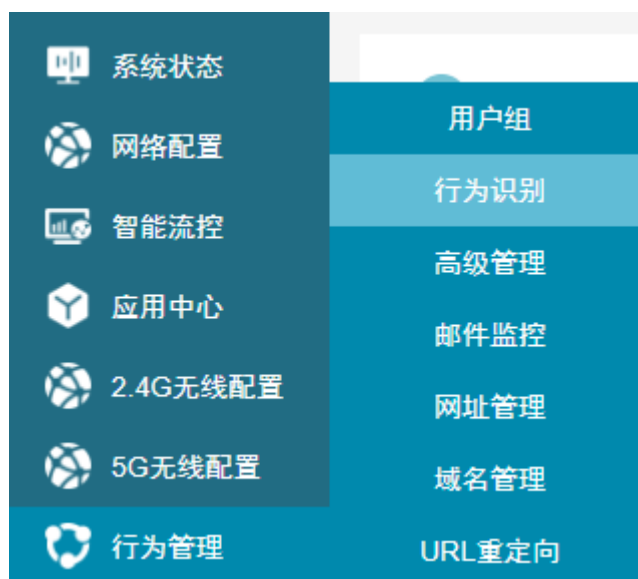 系统状态
网络配置
智能流控
应用中心
2.4G无线配置
5G无线配置
行为管理
用户组
行为识别
高级管理
邮件监控
网址管理
域名管理
URL重定向